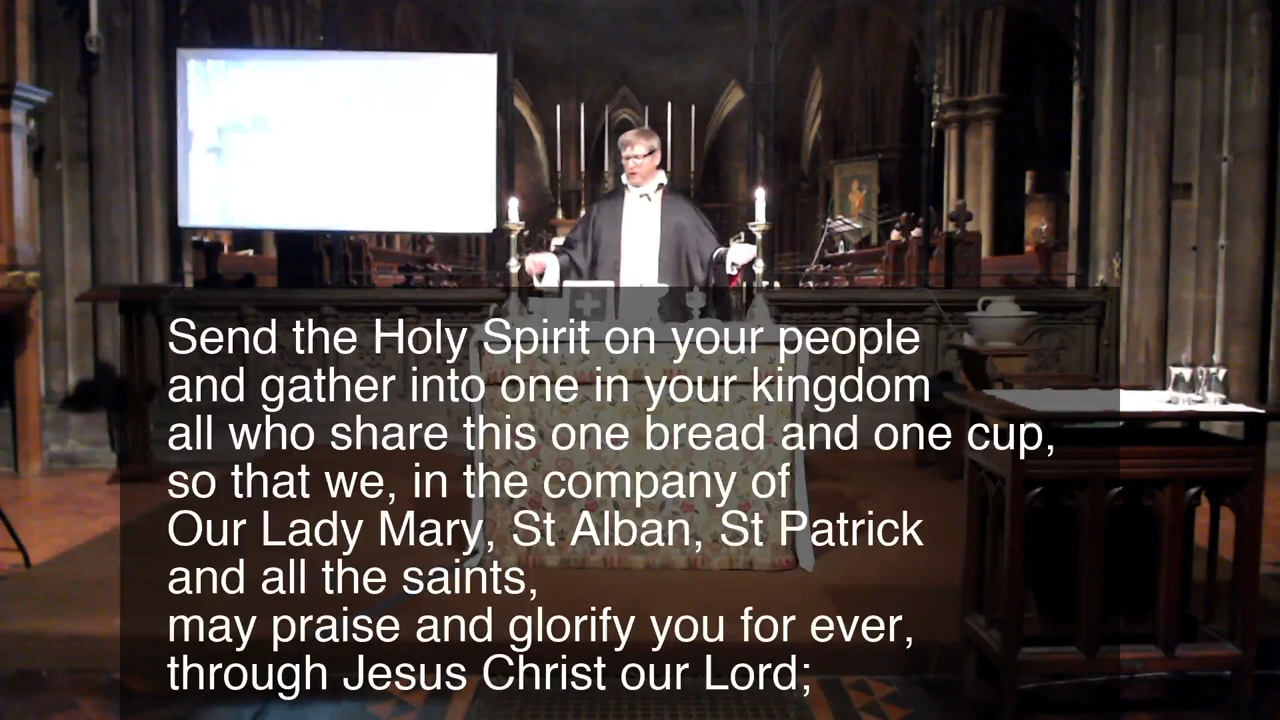 Send the Holy Spirit on your people
and gather into one in your kingdom
all who share this one bread and one cup,
so that we, in the company of
Our Lady Mary, St Alban, St Patrick
and all the saints,
may praise and glorify you for ever,
through Jesus Christ our Lord;